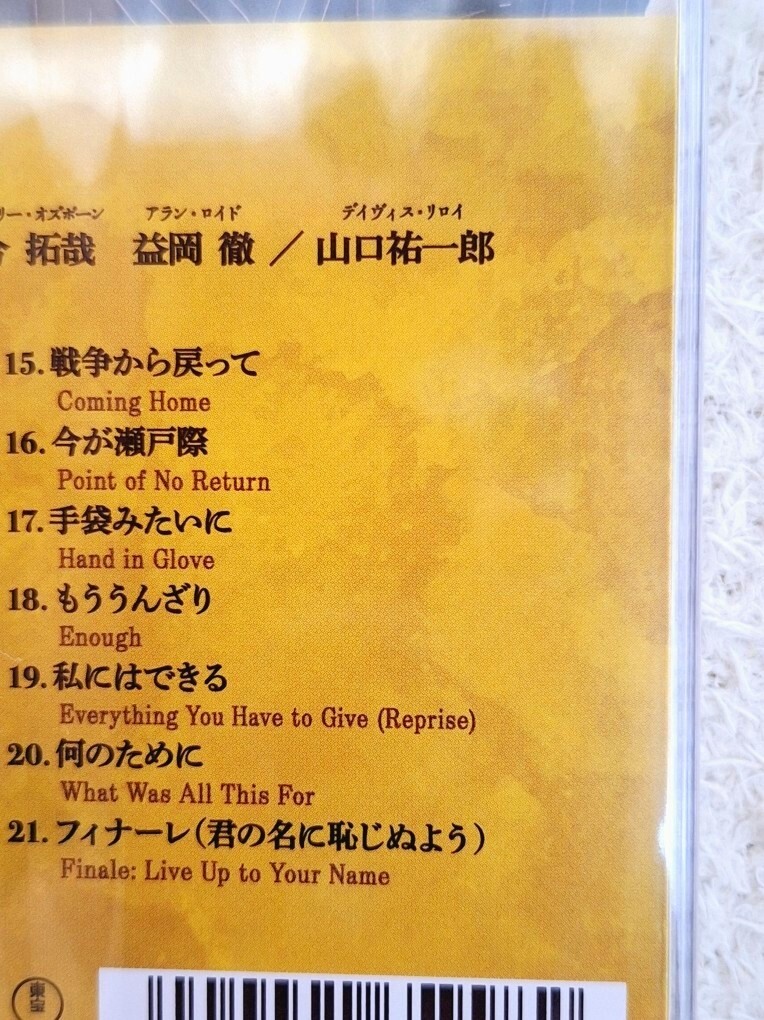 リー・オズボーン アラン・ロイド デイヴィス・リロイ
今 拓哉 益岡 徹 / 山口祐一郎
15. 戦争から戻って
Coming Home
16. 今が瀬戸際
Point of No Return
17. 手袋みたいに
Hand in Glove
18. もううんざり
Enough
19. 私にはできる
Everything You Have to Give (Reprise)
20. 何のために
What Was All This For
21. フィナーレ(君の名に恥じぬよう)
Finale: Live Up to Your Name
東宝